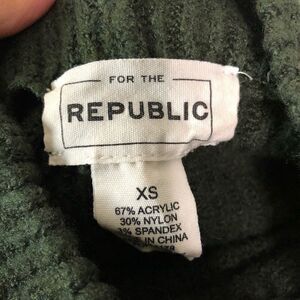 FOR THE
REPUBLIC
XS
67% ACRYLIC
30% NYLON
3% SPANDEX
IN CHINA